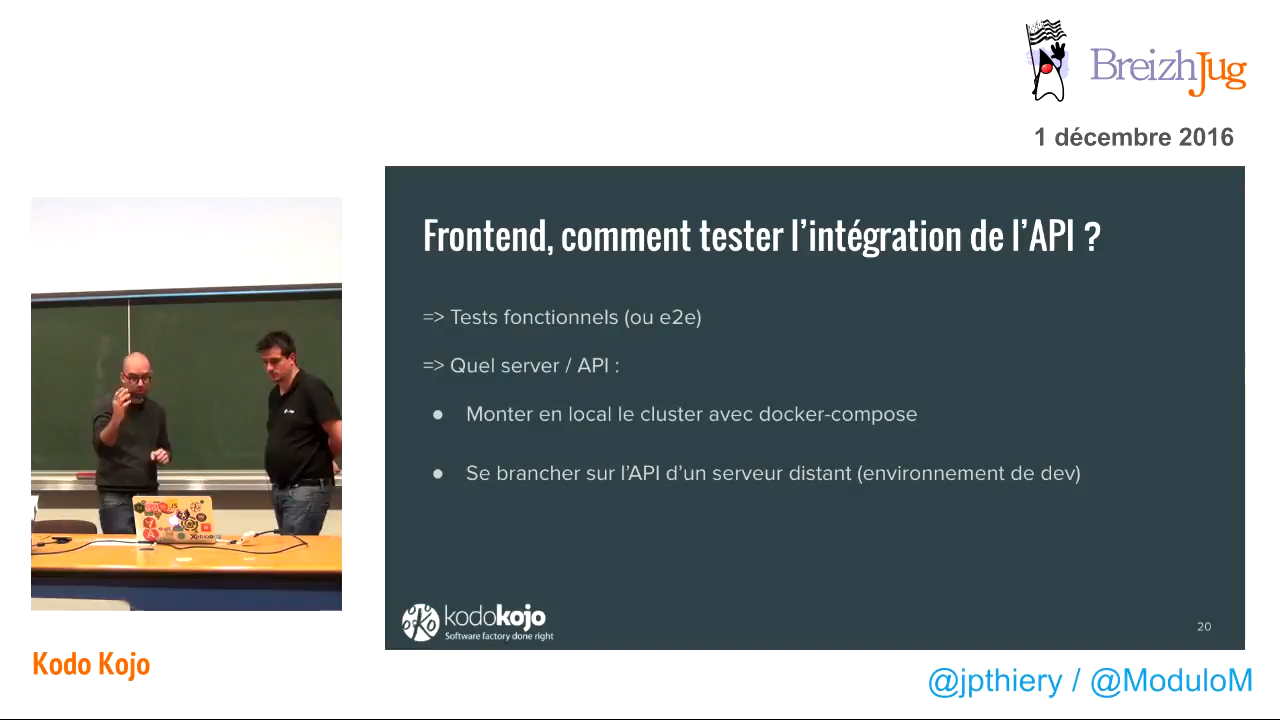 BreizhJug
1 décembre 2016
Frontend, comment tester l'intégration de l'API ?
=> Tests fonctionnels (ou e2e)
=> Quel server / API :
● Monter en local le cluster avec docker-compose
● Se brancher sur l'API d'un serveur distant (environnement de dev)
kodokojo
Software factory done right
20
Kodo Kojo
@jpthiery / @ModuloM